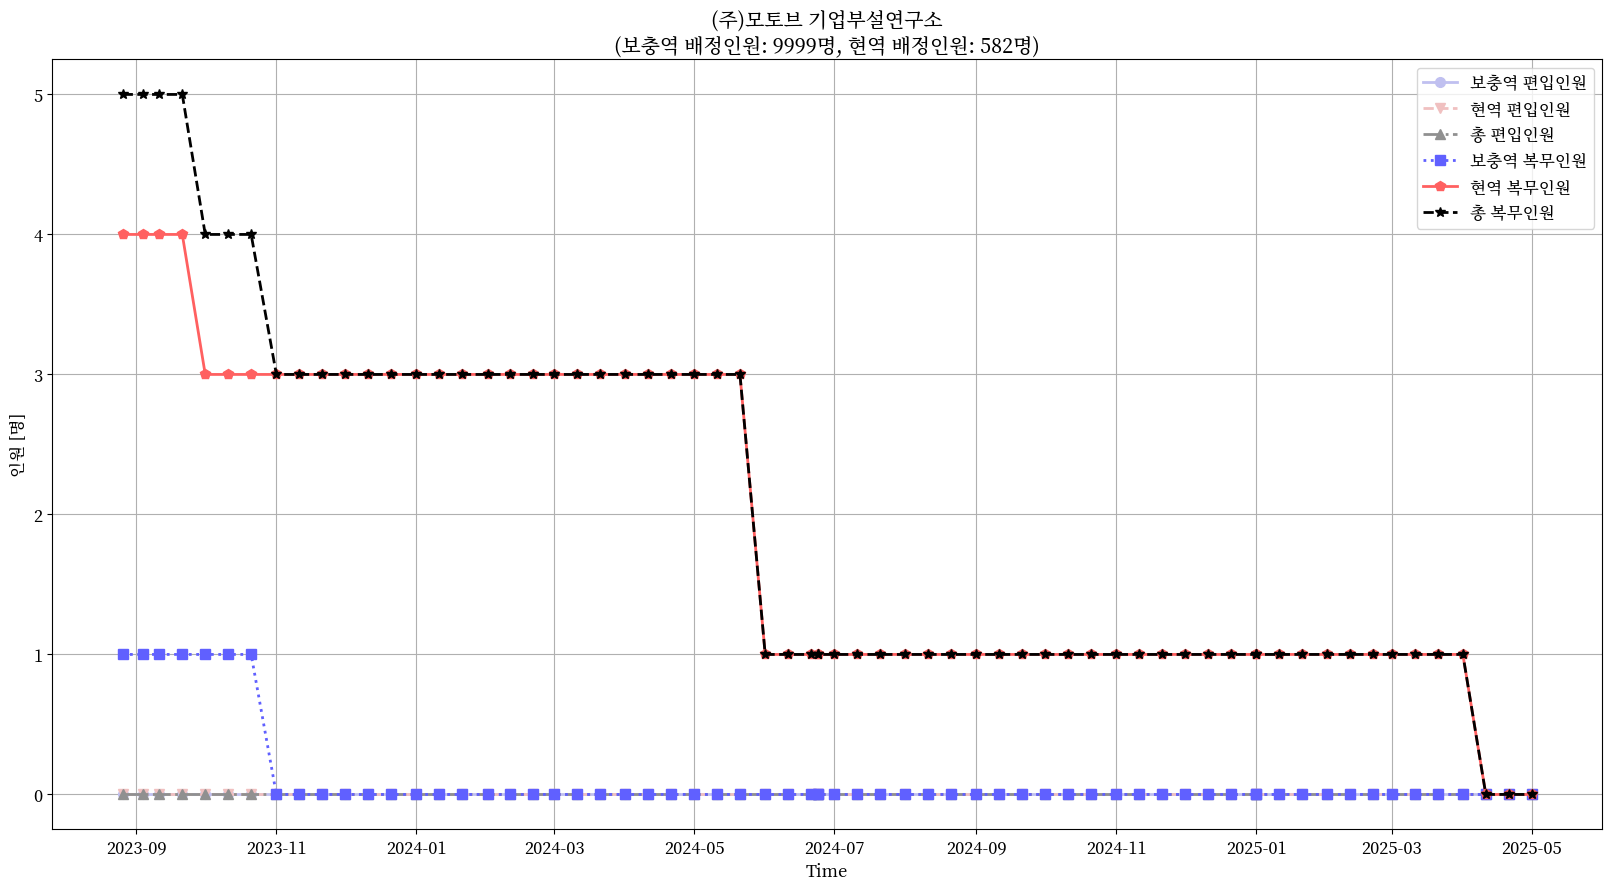 (주)모토브 기업부설연구소
(보충역 배정인원: 9999명, 현역 배정인원: 582명)
보충역 편입인원
현역 편입인원
총 편입인원
보충역 복무인원
현역 복무인원
총 복무인원
인원 [명]
5
4
3
2
1
0
2023-09 2023-11 2024-01 2024-03 2024-05 2024-07 2024-09 2024-11 2025-01 2025-03 2025-05
Time